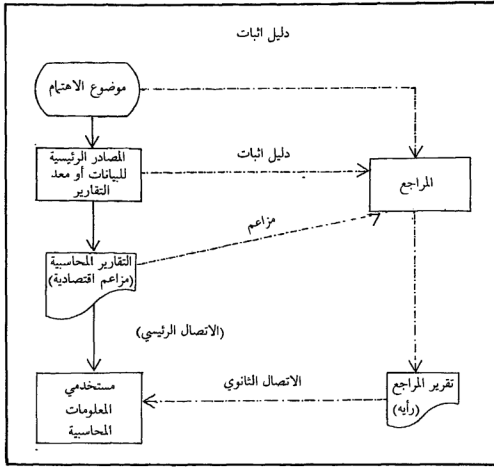 دليل اثبات
موضوع الاهتمام
المصادر الرئيسية
للبيانات أو معد
التقارير
دليل اثبات
المراجع
مزاعم
التقارير المحاسبية
(مزاعم اقتصادية)
(الاتصال الرئيسي)
مستخدمي
المعلومات
المحاسبية
الاتصال الثانوي
تقرير المراجع
(رأيه)